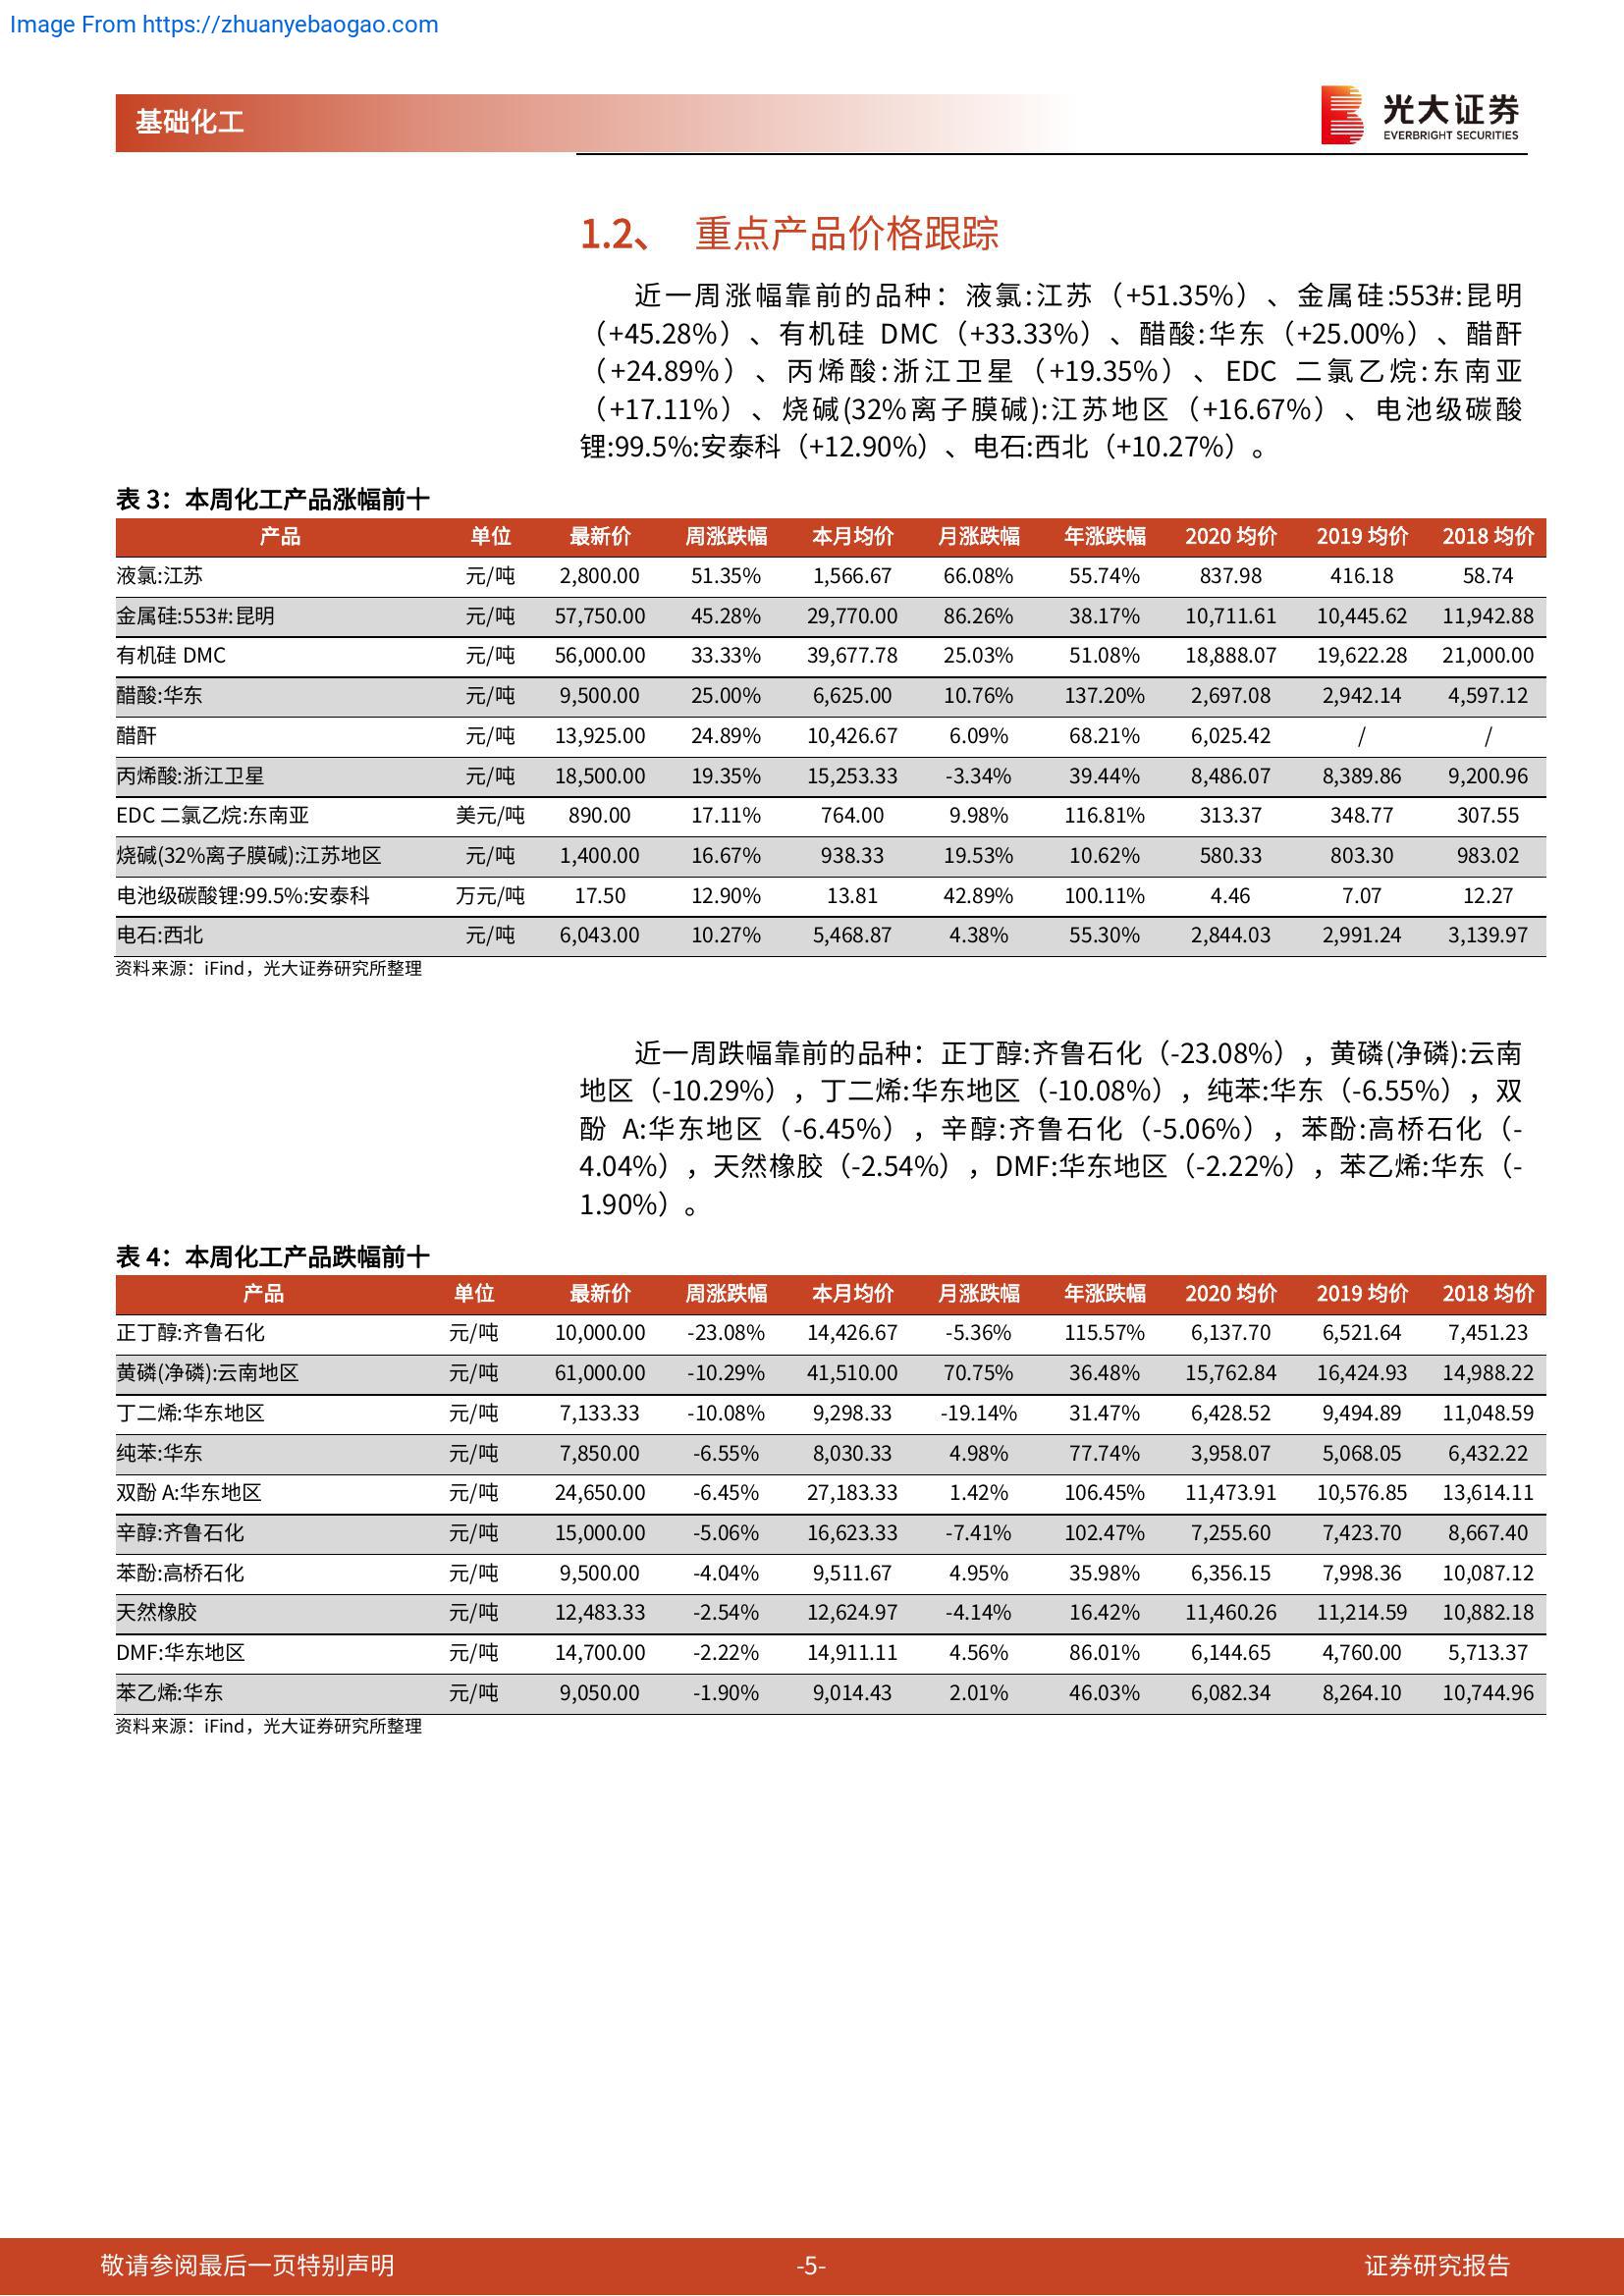 Image From https://zhuanyebaogao.com
基础化工
光大证券
EVERBRIGHT SECURITIES
1.2、 重点产品价格跟踪
近一周涨幅靠前的品种：液氯:江苏（+51.35%）、金属硅:553#:昆明
（+45.28%）、有机硅 DMC（+33.33%）、醋酸:华东（+25.00%）、醋酐
（+24.89%）、丙烯酸:浙江卫星（+19.35%）、EDC 二氯乙烷:东南亚
（+17.11%）、烧碱(32%离子膜碱):江苏地区（+16.67%）、电池级碳酸
锂:99.5%:安泰科（+12.90%）、电石:西北（+10.27%）。
表 3：本周化工产品涨幅前十
产品 单位 最新价 周涨跌幅 本月均价 月涨跌幅 年涨跌幅 2020 均价 2019 均价 2018 均价
液氯:江苏 元/吨 2,800.00 51.35% 1,566.67 66.08% 55.74% 837.98 416.18 58.74
金属硅:553#:昆明 元/吨 57,750.00 45.28% 29,770.00 86.26% 38.17% 10,711.61 10,445.62 11,942.88
有机硅 DMC 元/吨 56,000.00 33.33% 39,677.78 25.03% 51.08% 18,888.07 19,622.28 21,000.00
醋酸:华东 元/吨 9,500.00 25.00% 6,625.00 10.76% 137.20% 2,697.08 2,942.14 4,597.12
醋酐 元/吨 13,925.00 24.89% 10,426.67 6.09% 68.21% 6,025.42 / /
丙烯酸:浙江卫星 元/吨 18,500.00 19.35% 15,253.33 -3.34% 39.44% 8,486.07 8,389.86 9,200.96
EDC 二氯乙烷:东南亚 美元/吨 890.00 17.11% 764.00 9.98% 116.81% 313.37 348.77 307.55
烧碱(32%离子膜碱):江苏地区 元/吨 1,400.00 16.67% 938.33 19.53% 10.62% 580.33 803.30 983.02
电池级碳酸锂:99.5%:安泰科 万元/吨 17.50 12.90% 13.81 42.89% 100.11% 4.46 7.07 12.27
电石:西北 元/吨 6,043.00 10.27% 5,468.87 4.38% 55.30% 2,844.03 2,991.24 3,139.97
资料来源：iFind，光大证券研究所整理
近一周跌幅靠前的品种：正丁醇:齐鲁石化（-23.08%），黄磷(净磷):云南
地区（-10.29%），丁二烯:华东地区（-10.08%），纯苯:华东（-6.55%），双
酚 A:华东地区（-6.45%），辛醇:齐鲁石化（-5.06%），苯酚:高桥石化（-
4.04%），天然橡胶（-2.54%），DMF:华东地区（-2.22%），苯乙烯:华东（-
1.90%）。
表 4：本周化工产品跌幅前十
产品 单位 最新价 周涨跌幅 本月均价 月涨跌幅 年涨跌幅 2020 均价 2019 均价 2018 均价
正丁醇:齐鲁石化 元/吨 10,000.00 -23.08% 14,426.67 -5.36% 115.57% 6,137.70 6,521.64 7,451.23
黄磷(净磷):云南地区 元/吨 61,000.00 -10.29% 41,510.00 70.75% 36.48% 15,762.84 16,424.93 14,988.22
丁二烯:华东地区 元/吨 7,133.33 -10.08% 9,298.33 -19.14% 31.47% 6,428.52 9,494.89 11,048.59
纯苯:华东 元/吨 7,850.00 -6.55% 8,030.33 4.98% 77.74% 3,958.07 5,068.05 6,432.22
双酚 A:华东地区 元/吨 24,650.00 -6.45% 27,183.33 1.42% 106.45% 11,473.91 10,576.85 13,614.11
辛醇:齐鲁石化 元/吨 15,000.00 -5.06% 16,623.33 -7.41% 102.47% 7,255.60 7,423.70 8,667.40
苯酚:高桥石化 元/吨 9,500.00 -4.04% 9,511.67 4.95% 35.98% 6,356.15 7,998.36 10,087.12
天然橡胶 元/吨 12,483.33 -2.54% 12,624.97 -4.14% 16.42% 11,460.26 11,214.59 10,882.18
DMF:华东地区 元/吨 14,700.00 -2.22% 14,911.11 4.56% 86.01% 6,144.65 4,760.00 5,713.37
苯乙烯:华东 元/吨 9,050.00 -1.90% 9,014.43 2.01% 46.03% 6,082.34 8,264.10 10,744.96
资料来源：iFind，光大证券研究所整理
敬请参阅最后一页特别声明 -5- 证券研究报告